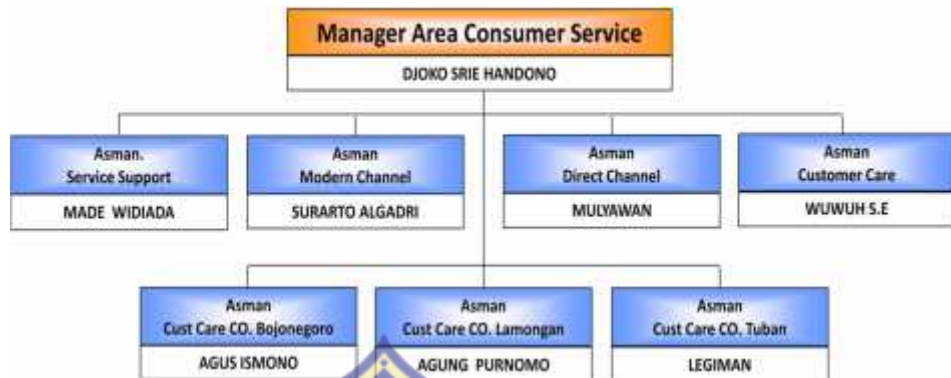 Manager Area Consumer Service
DJOKO SRIE HANDONO
Asman.
Service Support
MADE WIDIADA
Asman
Modern Channel
SURARTO ALGADRI
Asman
Direct Channel
MULYAWAN
Asman
Customer Care
WUWUH S.E
Asman
Cust Care CO. Bojonegoro
AGUS ISMONO
Asman
Cust Care CO. Lamongan
AGUNG PURNOMO
Asman
Cust Care CO. Tuban
LEGIMAN